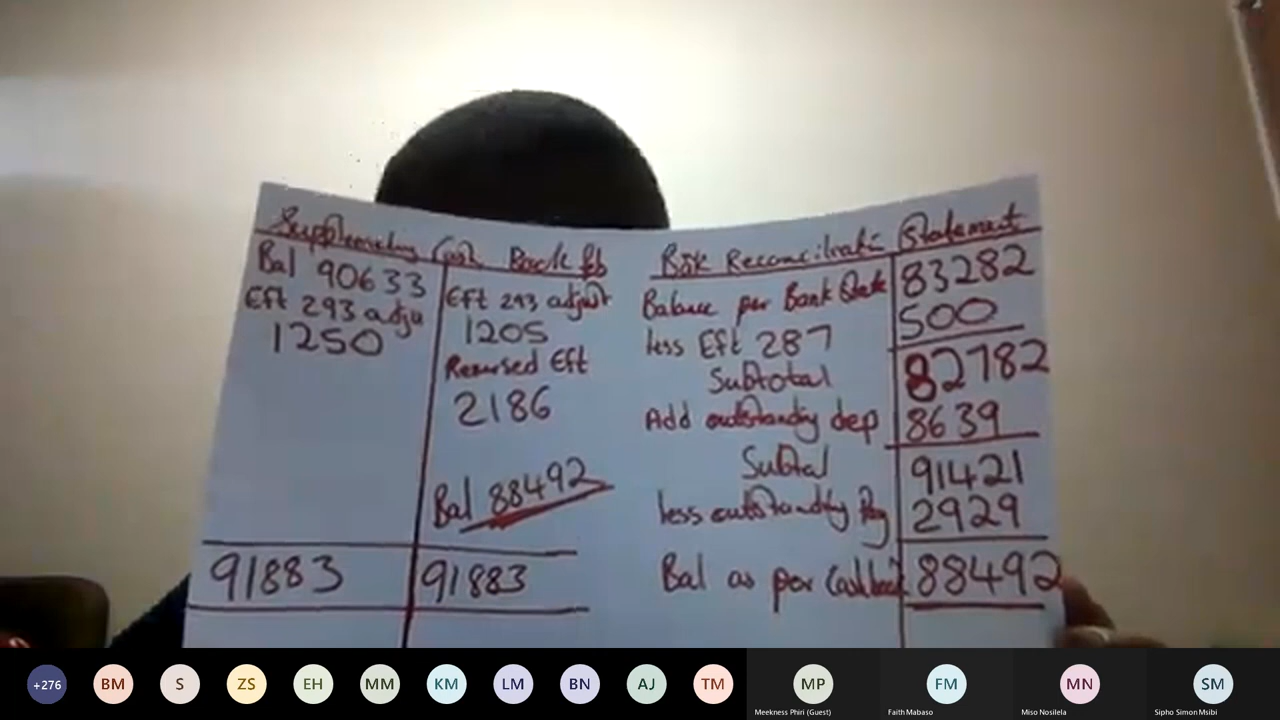 Supplementary Cash Book fb
Bal 90633
Eft 293 adju
1250
91883
Eft 293 adjust
1205
Reversed Eft
2186
Bal 88492
91883
Bank Reconciliation Statement
Balance per Bank State 83282
less Eft 287 500
Subtotal 82782
Add outstanding dep 8639
Subtal 91421
less outstanding Pay 2929
Bal as per Cashbook 88492
+276
BM
S
ZS
EH
MM
KM
LM
BN
AJ
TM
MP
Meekness Phiri (Guest)
FM
Faith Mabaso
MN
Miso Nosilela
SM
Sipho Simon Msibi